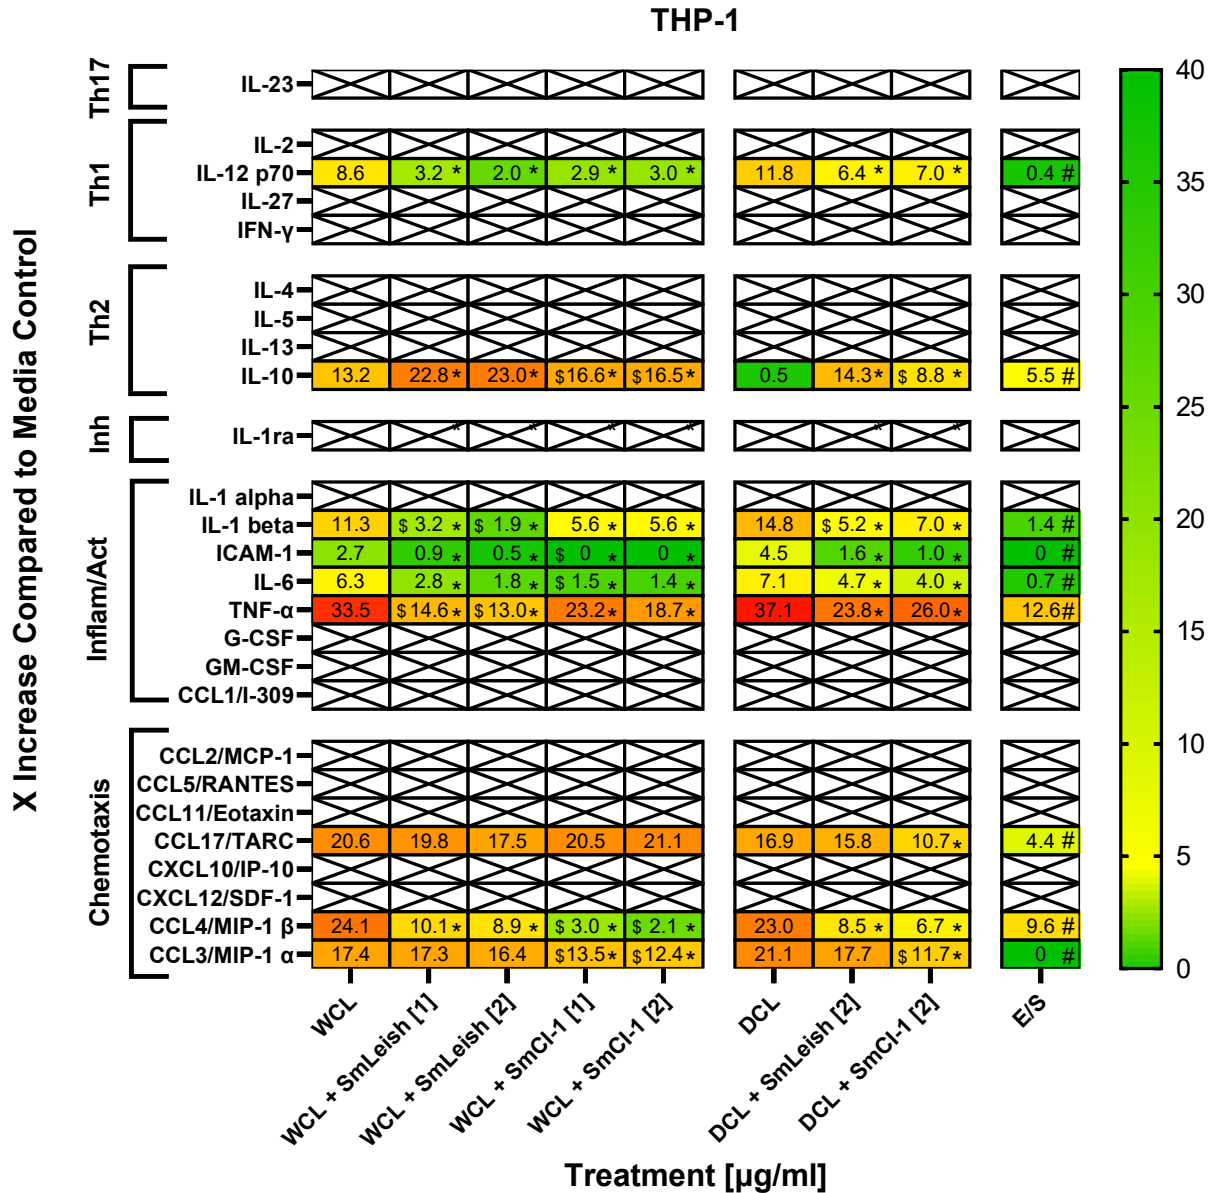 THP-1
X Increase Compared to Media Control
Th17
IL-23
Th1
IL-2
IL-12 p70 8.6 3.2 * 2.0 * 2.9 * 3.0 * 11.8 6.4 * 7.0 * 0.4 #
IL-27
IFN-γ
Th2
IL-4
IL-5
IL-13
IL-10 13.2 22.8 * 23.0 * $ 16.6 * $ 16.5 * 0.5 14.3 * $ 8.8 * 5.5 #
Inh
IL-1ra * * * * * *
Inflam/Act
IL-1 alpha
IL-1 beta 11.3 $ 3.2 * $ 1.9 * 5.6 * 5.6 * 14.8 $ 5.2 * 7.0 * 1.4 #
ICAM-1 2.7 0.9 * 0.5 * $ 0 * 0 * 4.5 1.6 * 1.0 * 0 #
IL-6 6.3 2.8 * 1.8 * $ 1.5 * 1.4 * 7.1 4.7 * 4.0 * 0.7 #
TNF-α 33.5 $ 14.6 * $ 13.0 * 23.2 * 18.7 * 37.1 23.8 * 26.0 * 12.6 #
G-CSF
GM-CSF
CCL1/I-309
Chemotaxis
CCL2/MCP-1
CCL5/RANTES
CCL11/Eotaxin
CCL17/TARC 20.6 19.8 17.5 20.5 21.1 16.9 15.8 10.7 * 4.4 #
CXCL10/IP-10
CXCL12/SDF-1
CCL4/MIP-1 β 24.1 10.1 * 8.9 * $ 3.0 * $ 2.1 * 23.0 8.5 * 6.7 * 9.6 #
CCL3/MIP-1 α 17.4 17.3 16.4 $ 13.5 * $ 12.4 * 21.1 17.7 $ 11.7 * 0 #
WCL
WCL + SmLeish [1]
WCL + SmLeish [2]
WCL + SmCI-1 [1]
WCL + SmCI-1 [2]
DCL
DCL + SmLeish [2]
DCL + SmCI-1 [2]
E/S
Treatment [µg/ml]
40
35
30
25
20
15
10
5
0